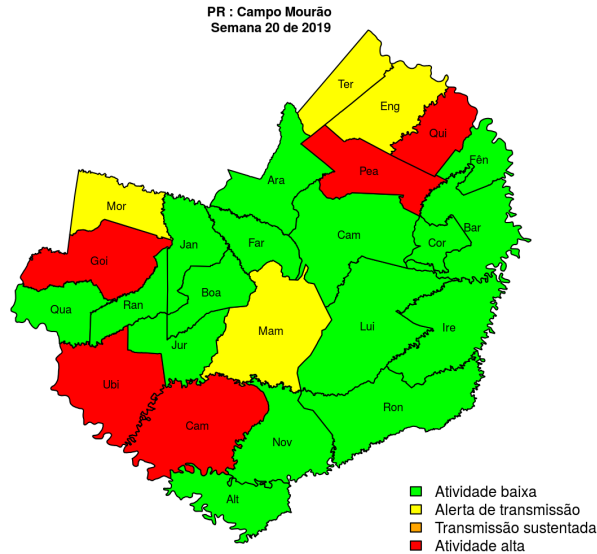 PR : Campo Mourão
Semana 20 de 2019
Ter
Eng
Qui
Fên
Pea
Ara
Mor
Bar
Cam
Jan
Far
Cor
Goi
Boa
Ran
Qua
Mam
Lui
Ire
Jur
Ubi
Ron
Cam
Nov
Alt
Atividade baixa
Alerta de transmissão
Transmissão sustentada
Atividade alta